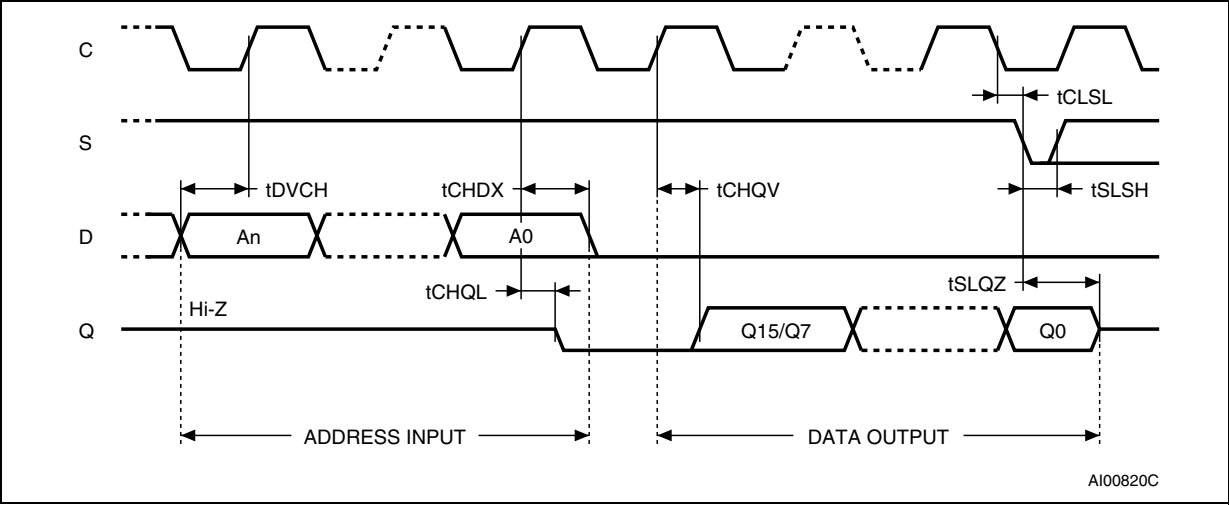 C
tCLSL
S
tDVCH
tCHDX
tCHQV
tSLSH
D
An
A0
tCHQL
tSLQZ
Hi-Z
Q
Q15/Q7
Q0
ADDRESS INPUT
DATA OUTPUT
AI00820C